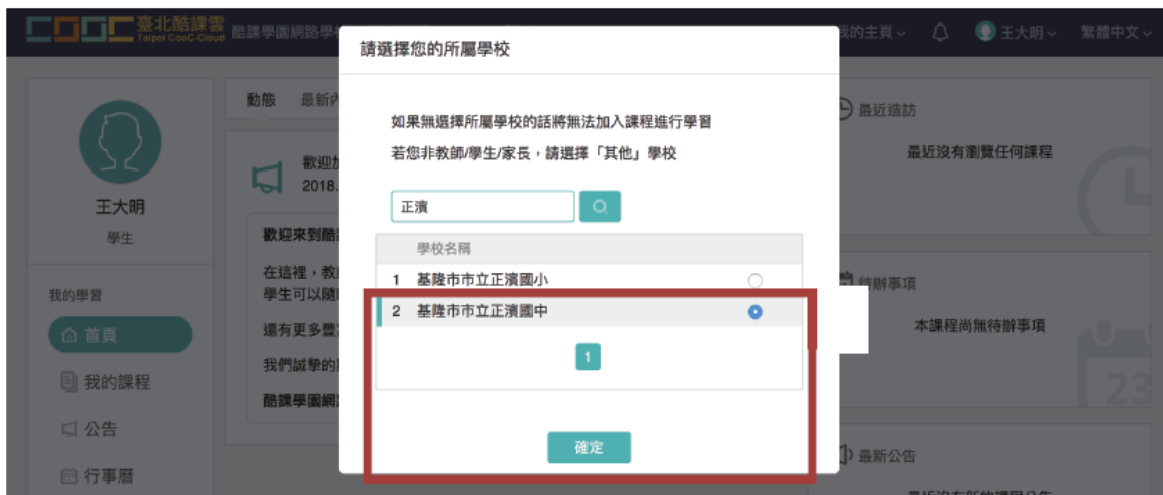 臺北酷課雲
Taipei CooC-Cloud
酷課學園網路學
我的主頁
王大明
繁體中文
王大明
學生
我的學習
首頁
我的課程
公告
行事曆
動態 最新
歡迎
2018.
歡迎來到酷
在這裡，教
學生可以隨
還有更多豐
我們誠摯的
酷課學園網
請選擇您的所屬學校
如果無選擇所屬學校的話將無法加入課程進行學習
若您非教師/學生/家長，請選擇「其他」學校
正濱
學校名稱
1 基隆市市立正濱國小
2 基隆市市立正濱國中
1
確定
最近造訪
最近沒有瀏覽任何課程
待辦事項
本課程尚無待辦事項
23
最新公告